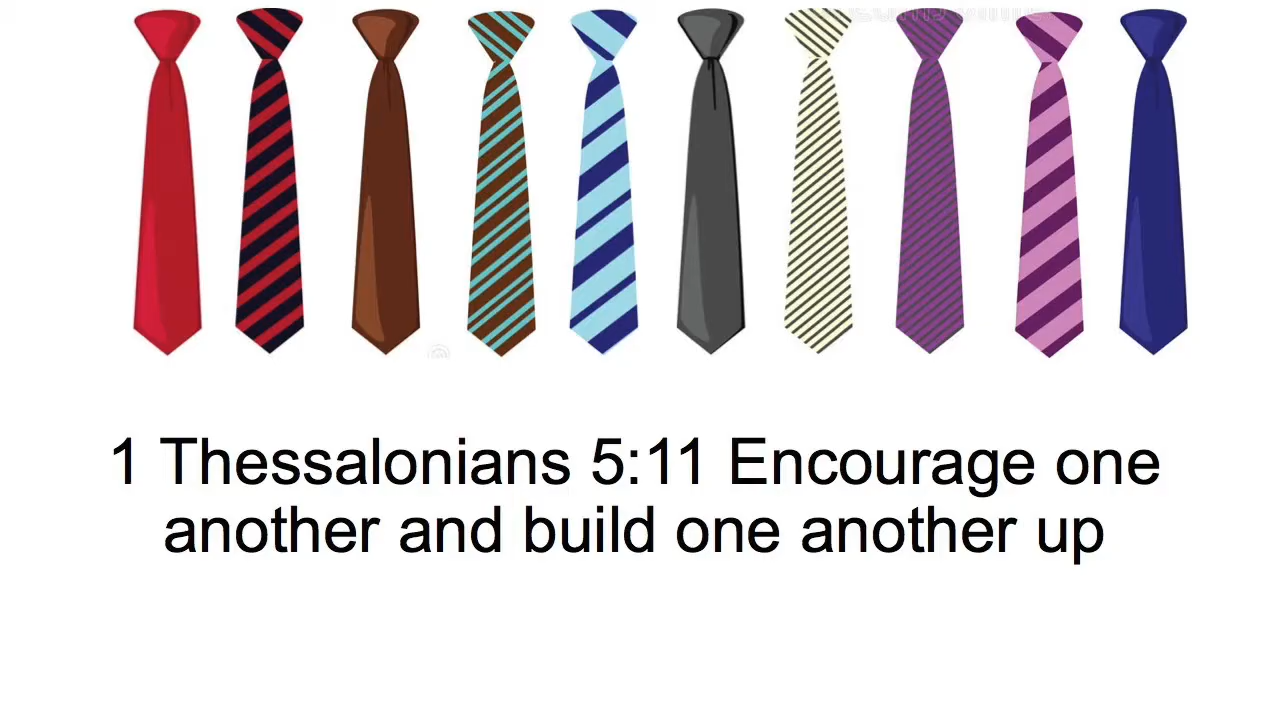 1 Thessalonians 5:11 Encourage one
another and build one another up